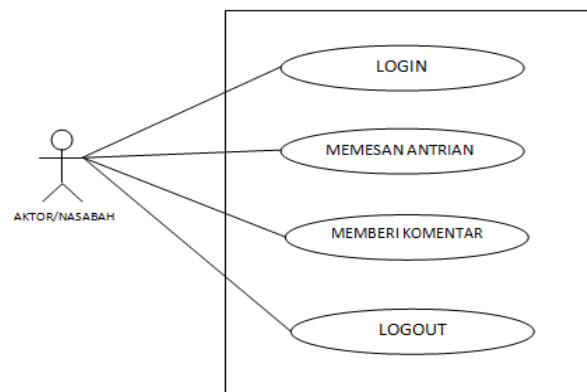 LOGIN
MEMESAN ANTRIAN
AKTOR/NASABAH
MEMBERI KOMENTAR
LOGOUT